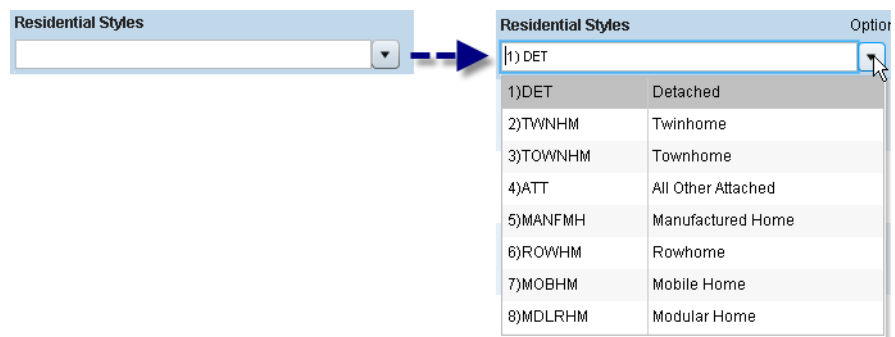 Residential Styles
Residential Styles Option
1) DET
1)DET Detached
2)TWNHM Twinhome
3)TOWNHM Townhome
4)ATT All Other Attached
5)MANFMH Manufactured Home
6)ROWHM Rowhome
7)MOBHM Mobile Home
8)MDLRHM Modular Home